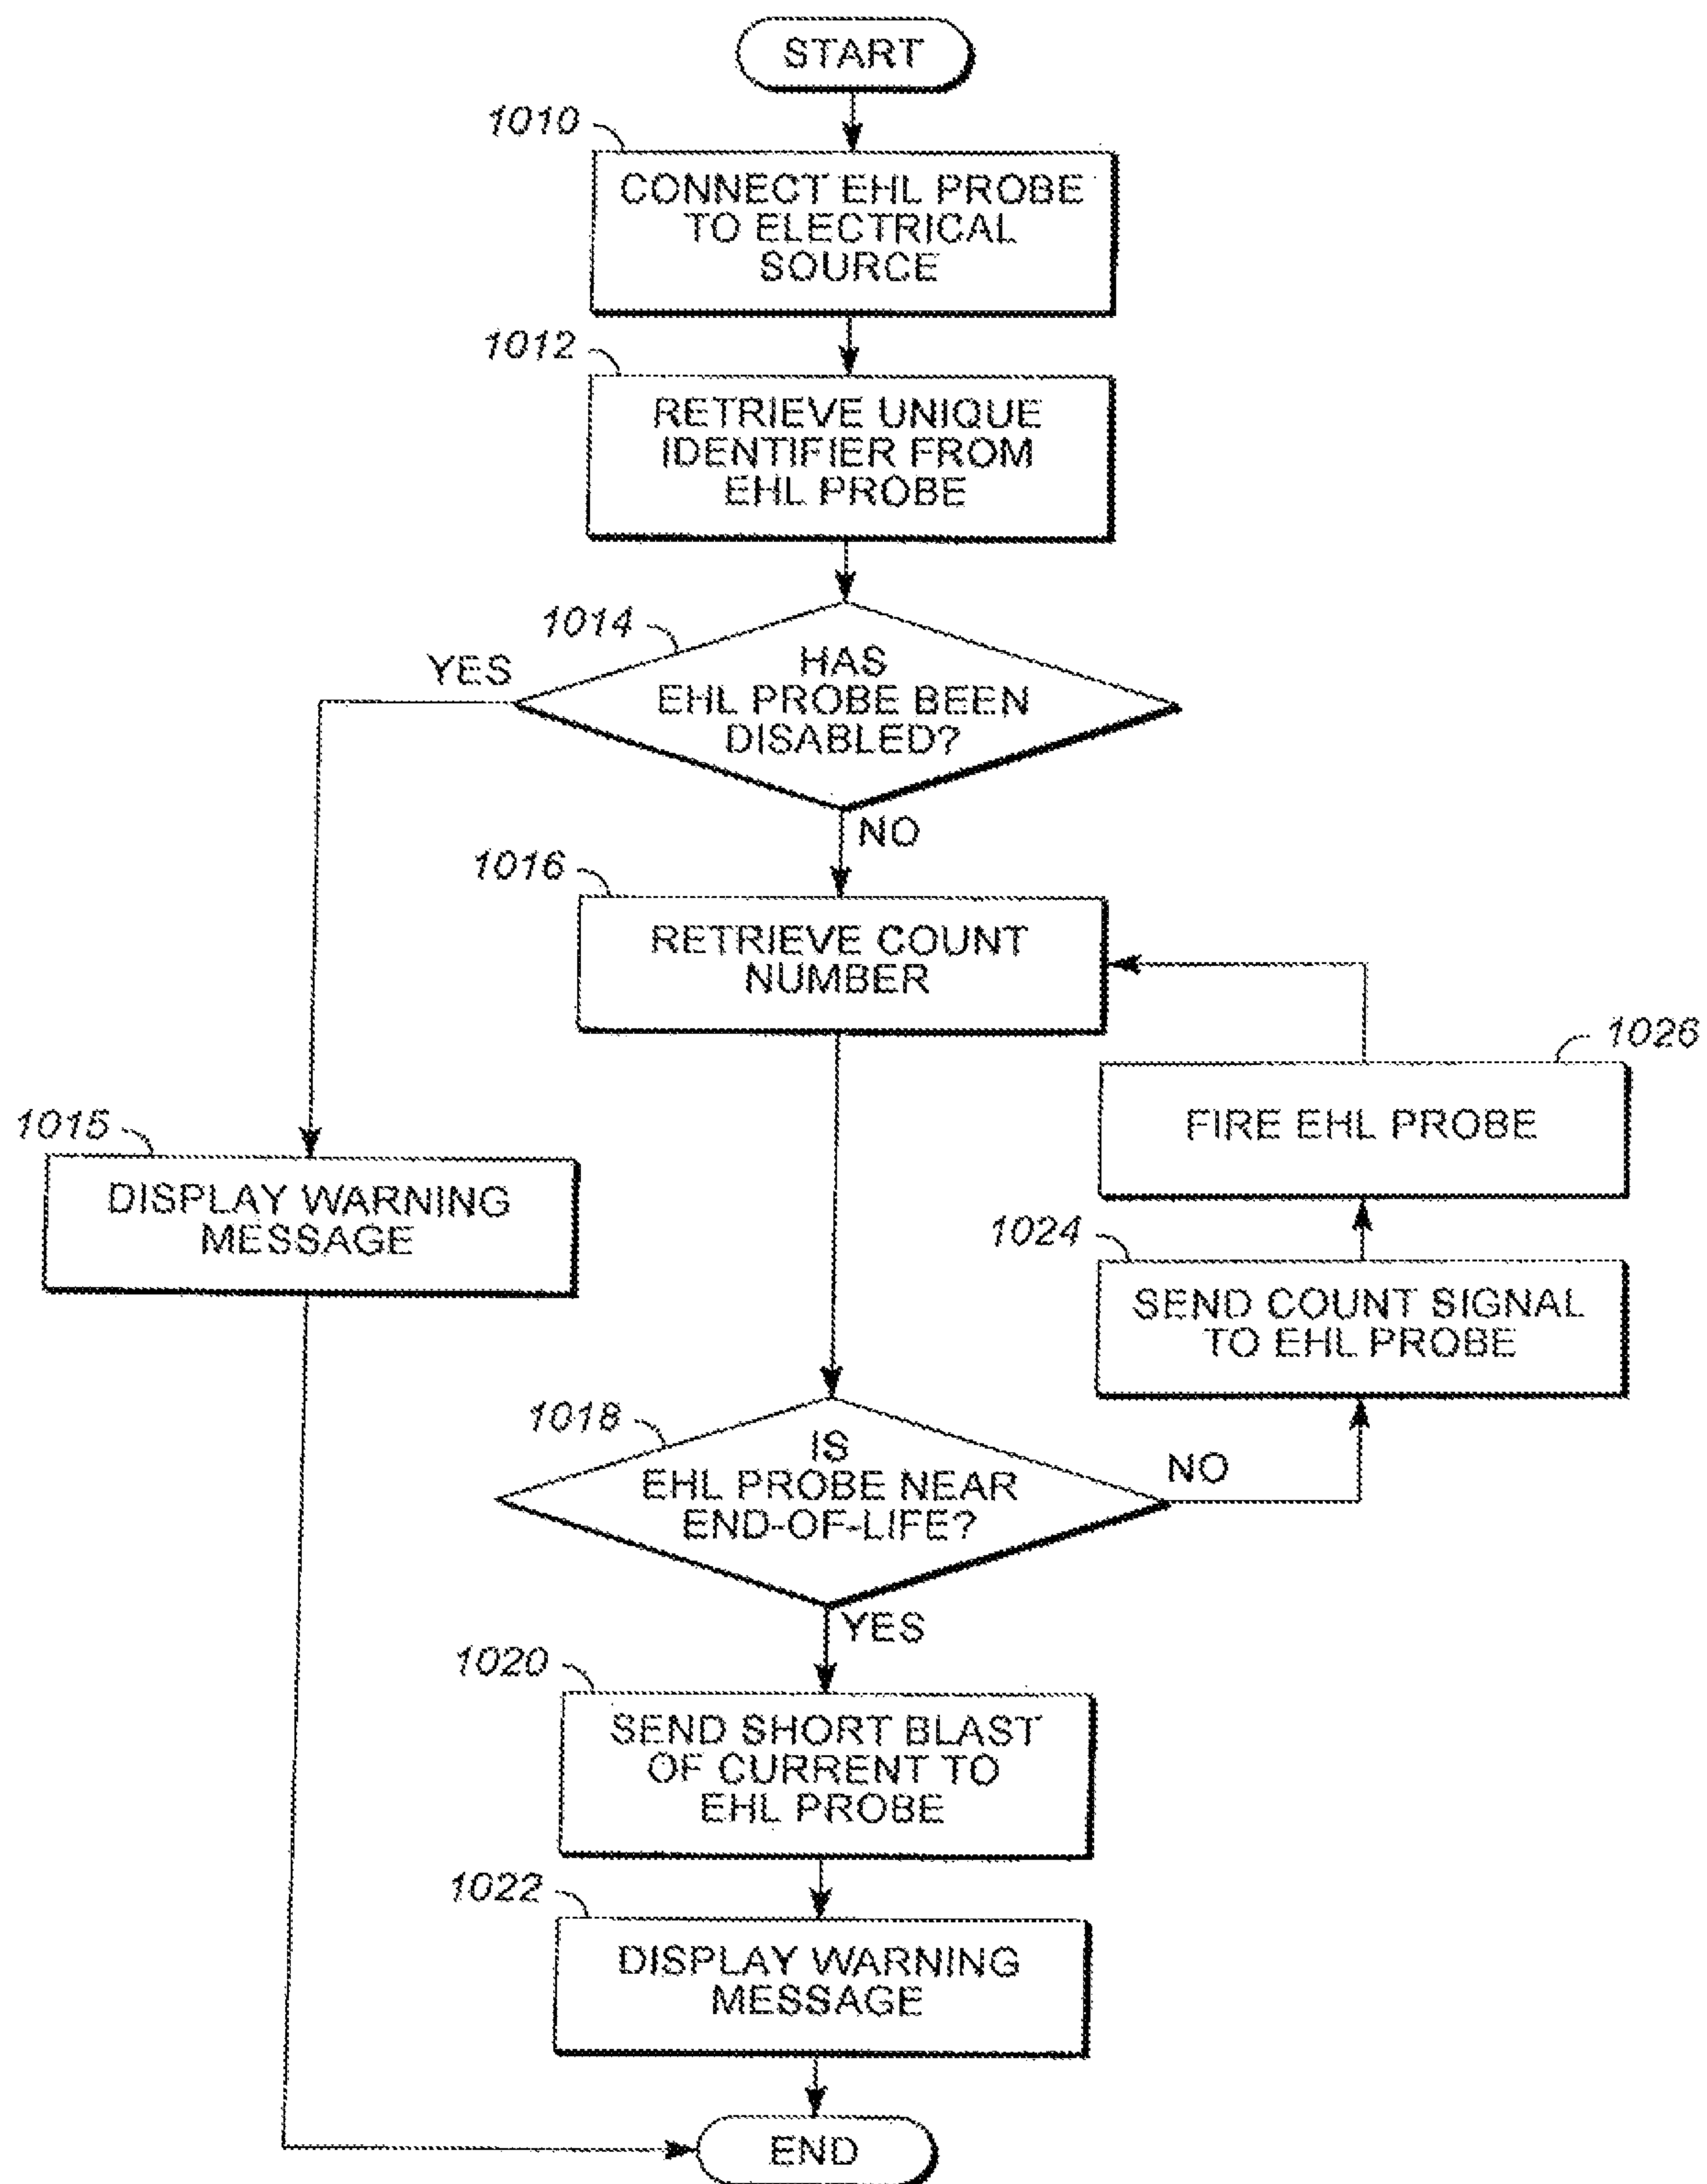 START
1010
CONNECT EHL PROBE
TO ELECTRICAL
SOURCE
1012
RETRIEVE UNIQUE
IDENTIFIER FROM
EHL PROBE
1014
YES
HAS
EHL PROBE BEEN
DISABLED?
NO
1016
RETRIEVE COUNT
NUMBER
1026
FIRE EHL PROBE
1015
DISPLAY WARNING
MESSAGE
1024
SEND COUNT SIGNAL
TO EHL PROBE
1018
IS
EHL PROBE NEAR
END-OF-LIFE?
NO
YES
1020
SEND SHORT BLAST
OF CURRENT TO
EHL PROBE
1022
DISPLAY WARNING
MESSAGE
END